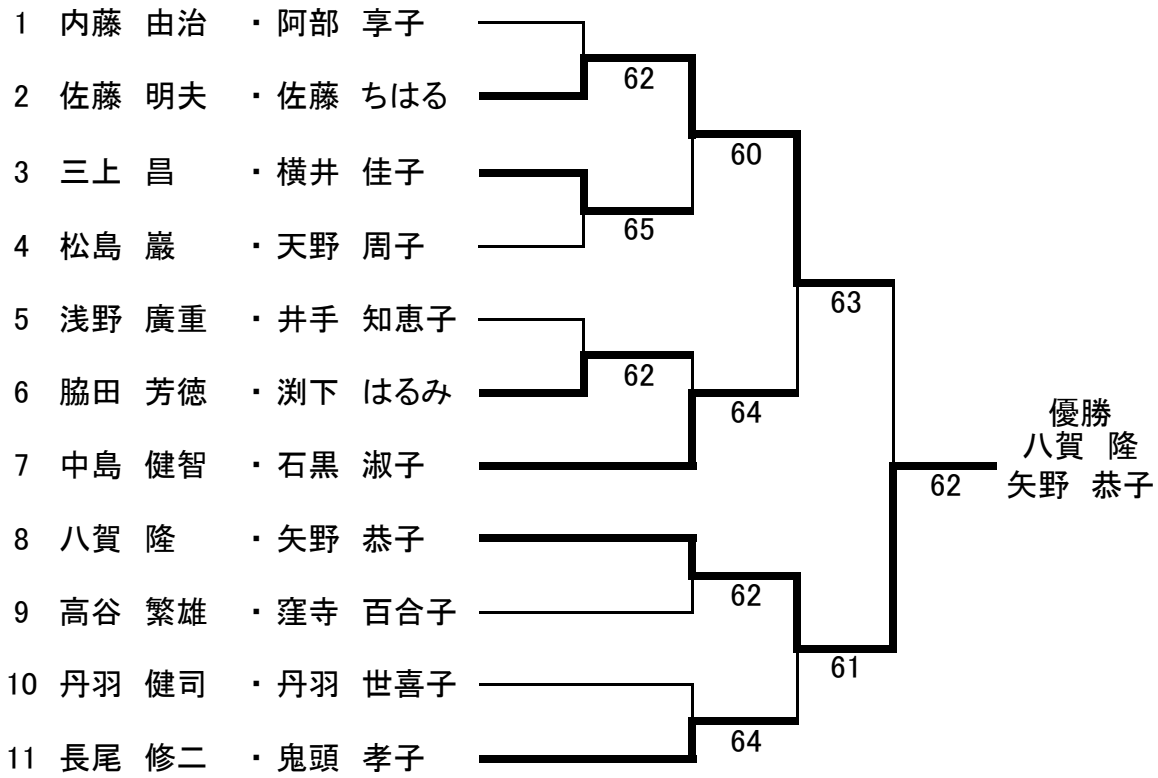 1 内藤 由治 ・ 阿部 享子
62
2 佐藤 明夫 ・ 佐藤 ちはる
60
3 三上 昌 ・ 横井 佳子
65
4 松島 巖 ・ 天野 周子
63
5 浅野 廣重 ・ 井手 知恵子
62
6 脇田 芳徳 ・ 渕下 はるみ
64
7 中島 健智 ・ 石黒 淑子
優勝
八賀 隆
矢野 恭子
62
8 八賀 隆 ・ 矢野 恭子
62
9 高谷 繁雄 ・ 窪寺 百合子
61
10 丹羽 健司 ・ 丹羽 世喜子
64
11 長尾 修二 ・ 鬼頭 孝子